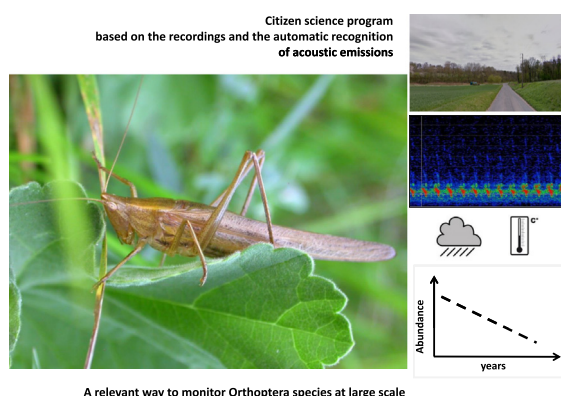 Citizen science program
based on the recordings and the automatic recognition
of acoustic emissions
C°
Abundance
years
A relevant way to monitor Orthoptera species at large scale